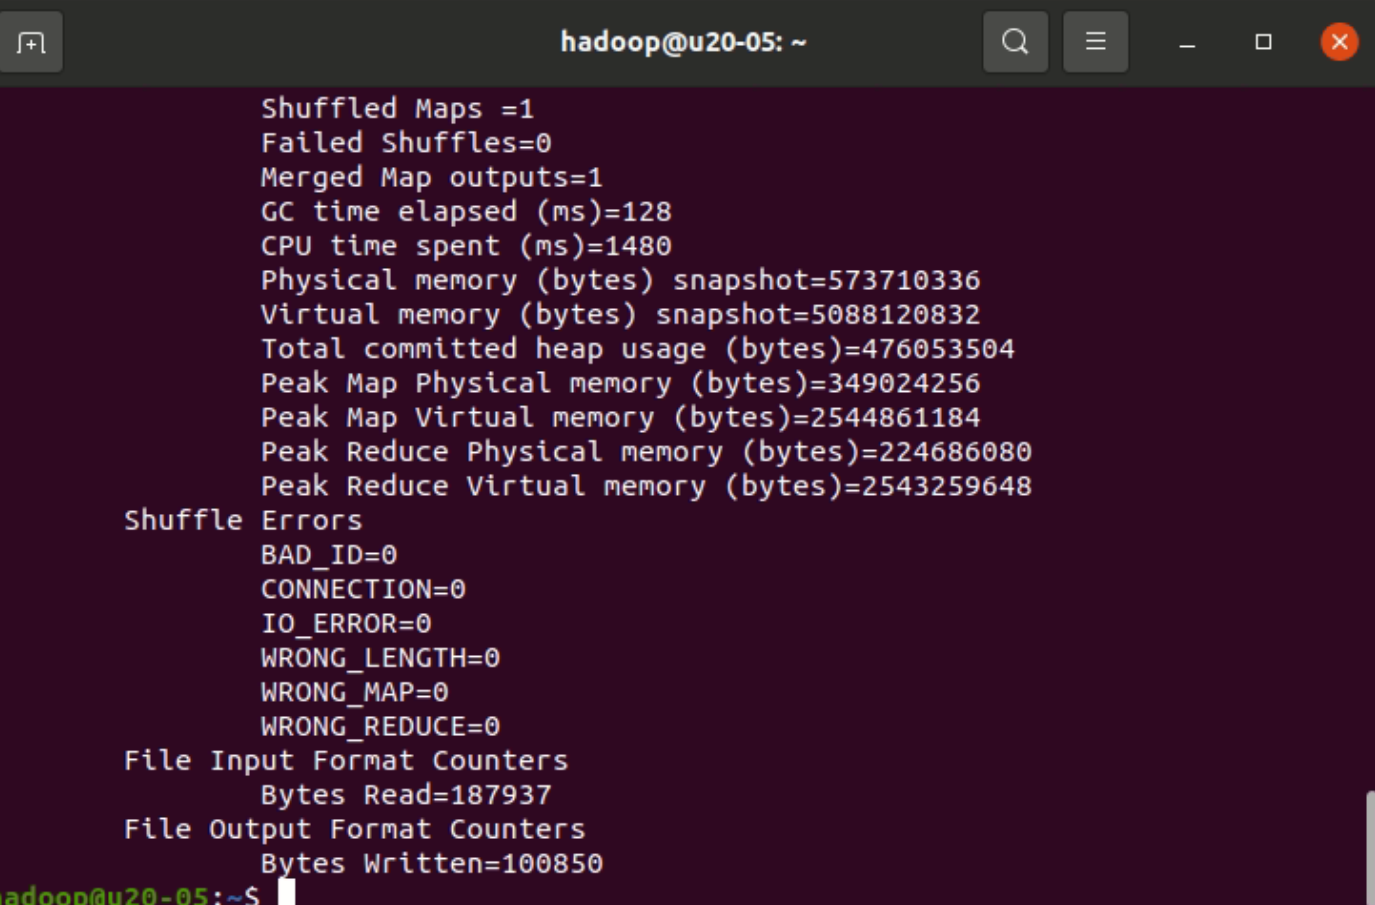 hadoop@u20-05: ~
Shuffled Maps =1
Failed Shuffles=0
Merged Map outputs=1
GC time elapsed (ms)=128
CPU time spent (ms)=1480
Physical memory (bytes) snapshot=573710336
Virtual memory (bytes) snapshot=5088120832
Total committed heap usage (bytes)=476053504
Peak Map Physical memory (bytes)=349024256
Peak Map Virtual memory (bytes)=2544861184
Peak Reduce Physical memory (bytes)=224686080
Peak Reduce Virtual memory (bytes)=2543259648
Shuffle Errors
BAD_ID=0
CONNECTION=0
IO_ERROR=0
WRONG_LENGTH=0
WRONG_MAP=0
WRONG_REDUCE=0
File Input Format Counters
Bytes Read=187937
File Output Format Counters
Bytes Written=100850
hadoop@u20-05:~$